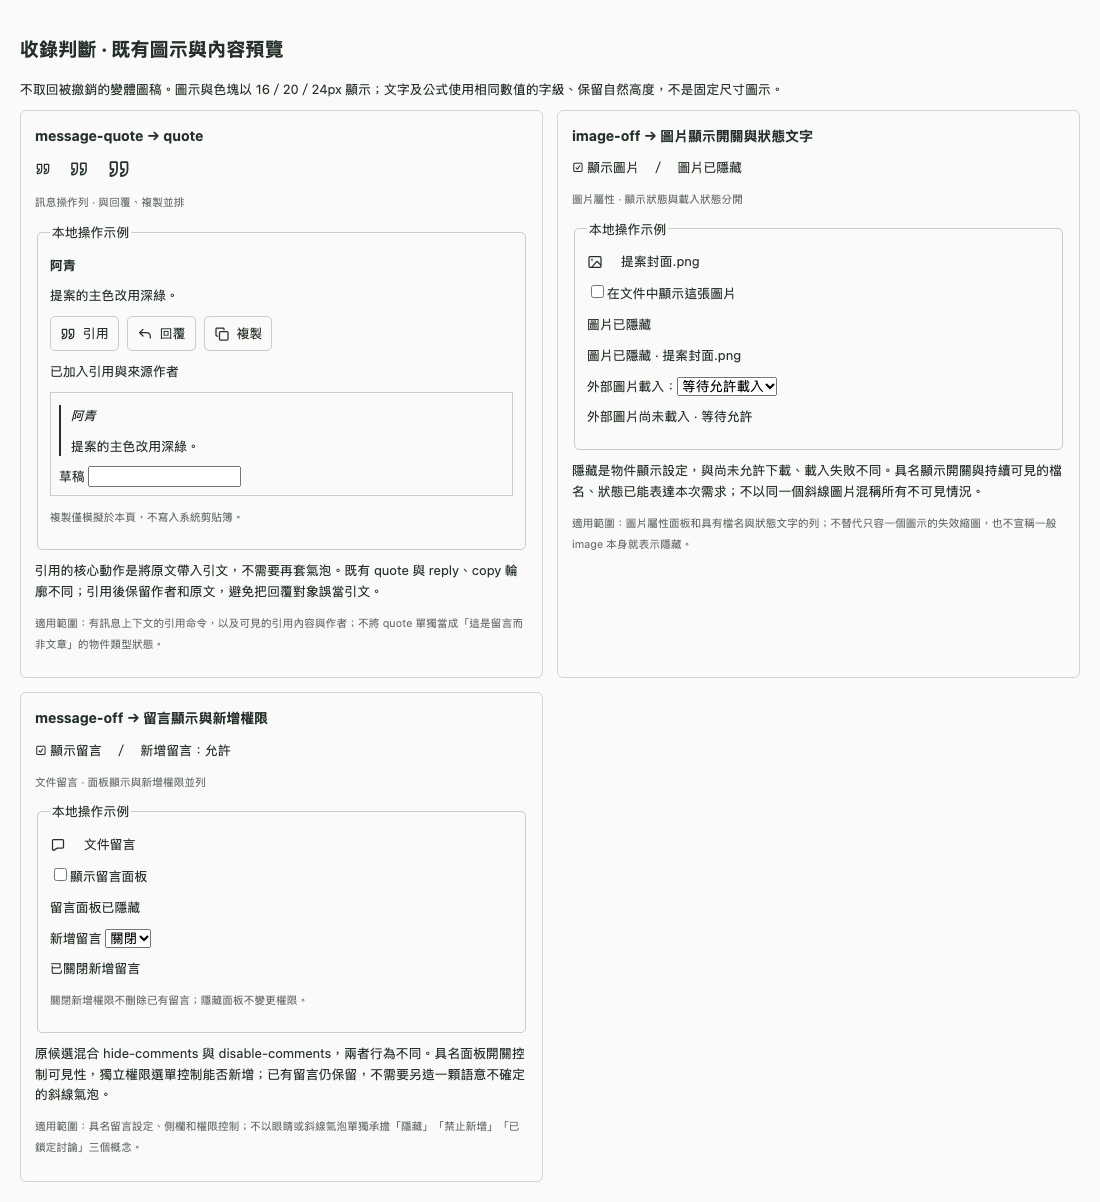 收錄判斷 · 既有圖示與內容預覽
不取回被撤銷的變體圖稿。圖示與色塊以 16 / 20 / 24px 顯示；文字及公式使用相同數值的字級、保留自然高度，不是固定尺寸圖示。
message-quote → quote
訊息操作列 · 與回覆、複製並排
本地操作示例
阿青
提案的主色改用深綠。
引用 回覆 複製
已加入引用與來源作者
阿青
提案的主色改用深綠。
草稿
複製僅模擬於本頁，不寫入系統剪貼簿。
引用的核心動作是將原文帶入引文，不需要再套氣泡。既有 quote 與 reply、copy 輪
廓不同；引用後保留作者和原文，避免把回覆對象誤當引文。
適用範圍：有訊息上下文的引用命令，以及可見的引用內容與作者；不將 quote 單獨當成「這是留言而
非文章」的物件類型狀態。
image-off → 圖片顯示開關與狀態文字
顯示圖片 / 圖片已隱藏
圖片屬性 · 顯示狀態與載入狀態分開
本地操作示例
提案封面.png
在文件中顯示這張圖片
圖片已隱藏
圖片已隱藏 · 提案封面.png
外部圖片載入：等待允許載入
外部圖片尚未載入 · 等待允許
隱藏是物件顯示設定，與尚未允許下載、載入失敗不同。具名顯示開關與持續可見的檔
名、狀態已能表達本次需求；不以同一個斜線圖片混稱所有不可見情況。
適用範圍：圖片屬性面板和具有檔名與狀態文字的列；不替代只容一個圖示的失效縮圖，也不宣稱一般
image 本身就表示隱藏。
message-off → 留言顯示與新增權限
顯示留言 / 新增留言：允許
文件留言 · 面板顯示與新增權限並列
本地操作示例
文件留言
顯示留言面板
留言面板已隱藏
新增留言 關閉
已關閉新增留言
關閉新增權限不刪除已有留言；隱藏面板不變更權限。
原候選混合 hide-comments 與 disable-comments，兩者行為不同。具名面板開關控
制可見性，獨立權限選單控制能否新增；已有留言仍保留，不需要另造一顆語意不確定
的斜線氣泡。
適用範圍：具名留言設定、側欄和權限控制；不以眼睛或斜線氣泡單獨承擔「隱藏」「禁止新增」「已
鎖定討論」三個概念。